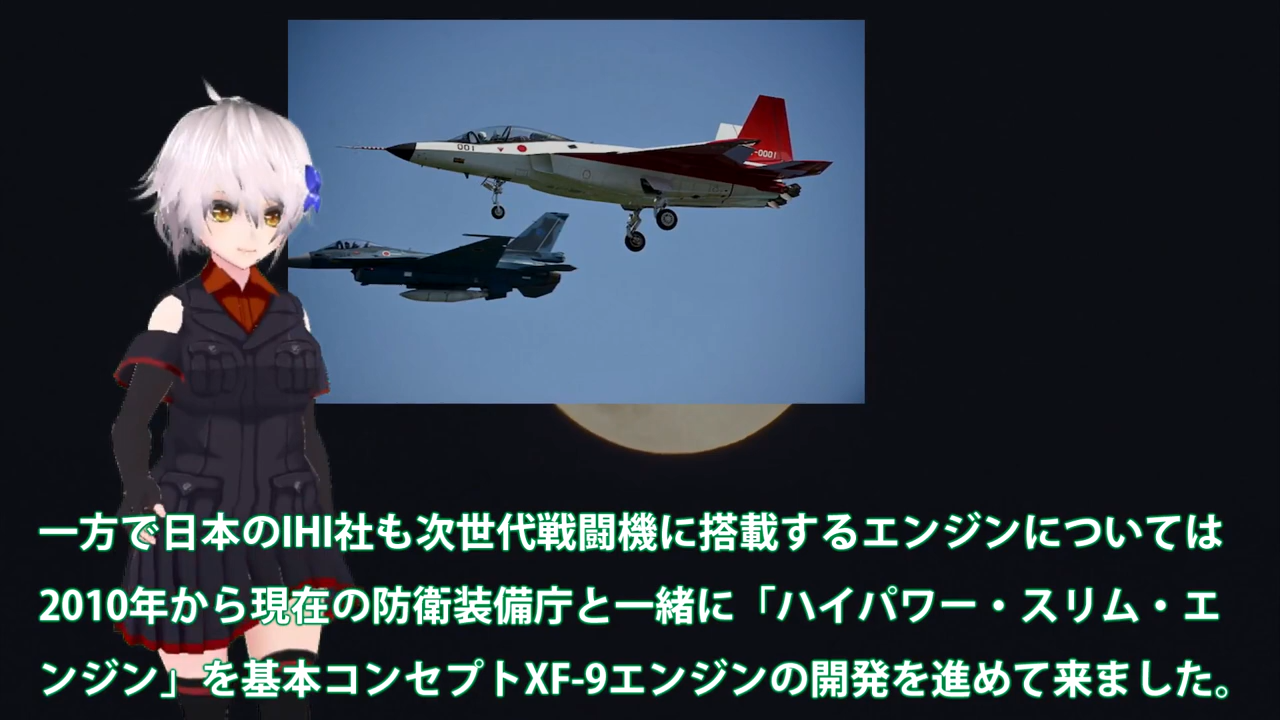 001
-0001
一方で日本のIHI社も次世代戦闘機に搭載するエンジンについては
2010年から現在の防衛装備庁と一緒に「ハイパワー・スリム・エ
ンジン」を基本コンセプトXF-9エンジンの開発を進めて来ました。